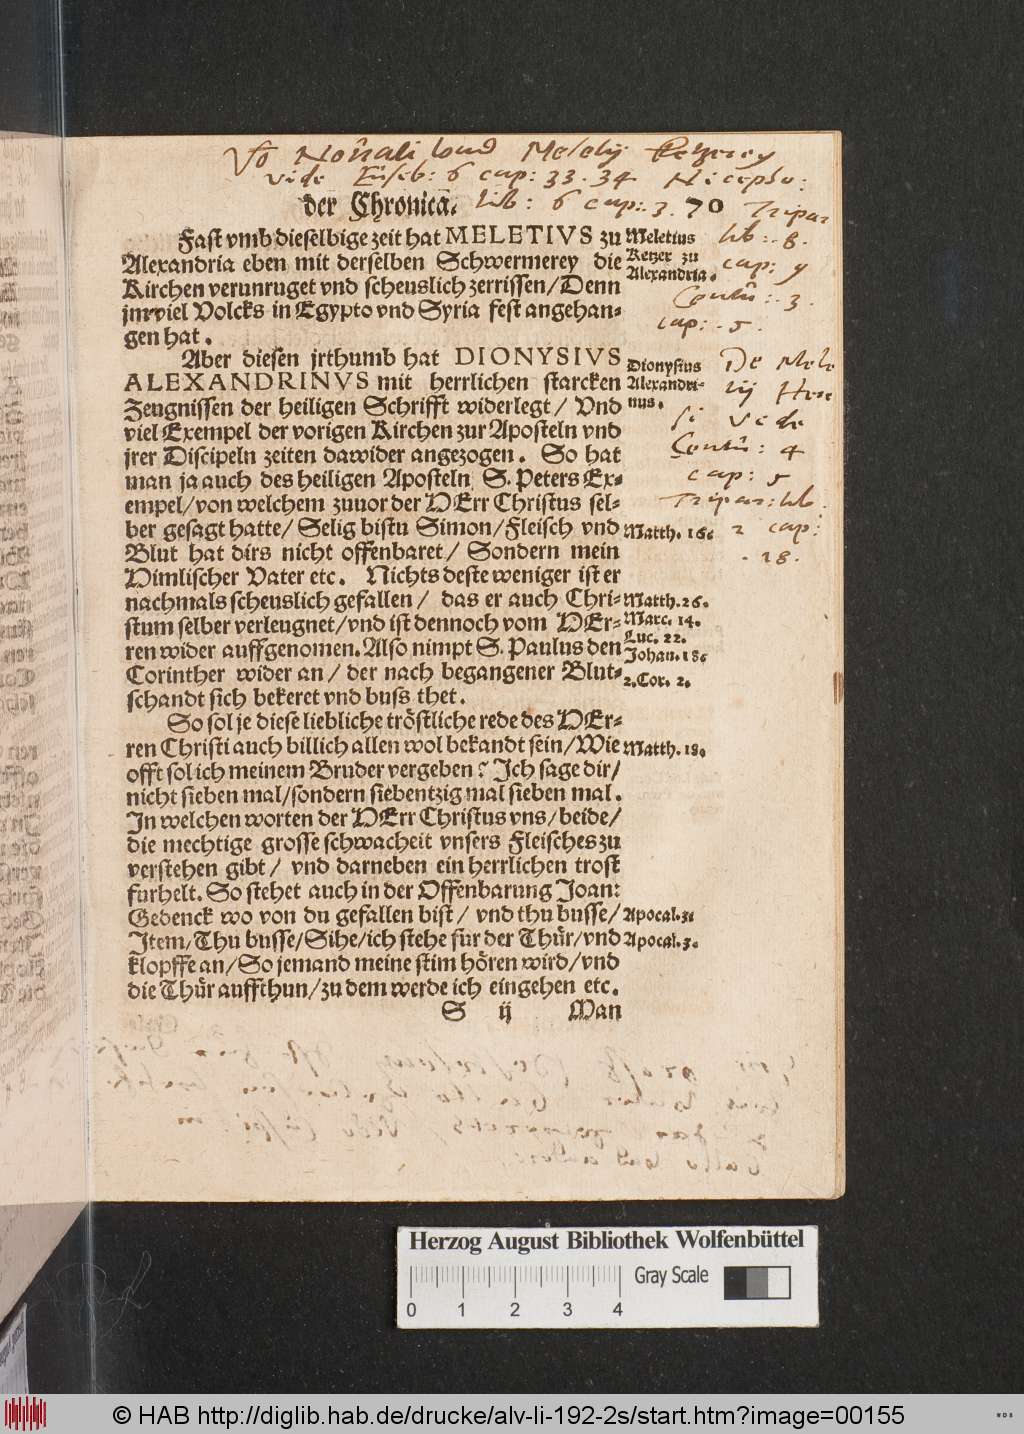 Vo Nouati vnd Meletij Ketzerey
vide Euseb: 6 cap: 33. 34 Nicepho:
der Chronica. lib: 6 cap: 3. 70 Tripar
lib: 8.
cap: 9
Centu: 3.
cap: 5.
Fast vmb dieselbige zeit hat MELETIVS zu
Alexandria eben mit derselben Schwermerey die
Kirchen verunruget vnd scheuslich zerrissen/Denn
jm viel Volcks in Egypto vnd Syria fest angehan-
gen hat.
Meletius
Ketzer zu
Alexandria.
Aber diesen jrthumb hat DIONYSIVS
ALEXANDRINVS mit herrlichen starcken
Zeugnissen der heiligen Schrifft widerlegt/ Vnd
viel Exempel der vorigen Kirchen zur Aposteln vnd
jrer Discipeln zeiten dawider angezogen. So hat
man ja auch des heiligen Aposteln S. Peters Ex-
empel/von welchem zuuor der HErr Christus sel-
ber gesagt hatte/ Selig bistu Simon/Fleisch vnd
Blut hat dirs nicht offenbaret/ Sondern mein
Himlischer Vater etc. Nichts deste weniger ist er
nachmals scheuslich gefallen/ das er auch Chri-
stum selber verleugnet/vnd ist dennoch vom HEr-
ren wider auffgenomen. Also nimpt S. Paulus den
Corinther wider an/ der nach begangener Blut-
schandt sich bekeret vnd buss thet.
Dionysius
Alexandri-
nus.
De Mele
tij
vide
Centu: 4
cap: 5
Tripar: lib.
2 cap:
18.
Matth. 16.
Matth. 26.
Marc. 14.
Luc. 22.
Johan. 18.
2. Cor. 2.
So sol je diese liebliche tröstliche rede des HEr-
ren Christi auch billich allen wol bekandt sein/Wie
offt sol ich meinem Bruder vergeben? Ich sage dir/
nicht sieben mal/sondern siebentzig mal sieben mal.
In welchen worten der HErr Christus vns/beide/
die mechtige grosse schwacheit vnsers Fleisches zu
verstehen gibt/ vnd darneben ein herrlichen trost
furhelt. So stehet auch in der Offenbarung Joan:
Gedenck wo von du gefallen bist/ vnd thu busse/
Item/Thu busse/Sihe/ich stehe fur der Thür/vnd
klopffe an/So jemand meine stim hören wird/vnd
die Thür auffthun/zu dem werde ich eingehen etc.
Matth. 18.
Apocal. 3.
Apocal. 3.
S ij Man
Herzog August Bibliothek Wolfenbüttel
Gray Scale
0 1 2 3 4
© HAB http://diglib.hab.de/drucke/alv-li-192-2s/start.htm?image=00155